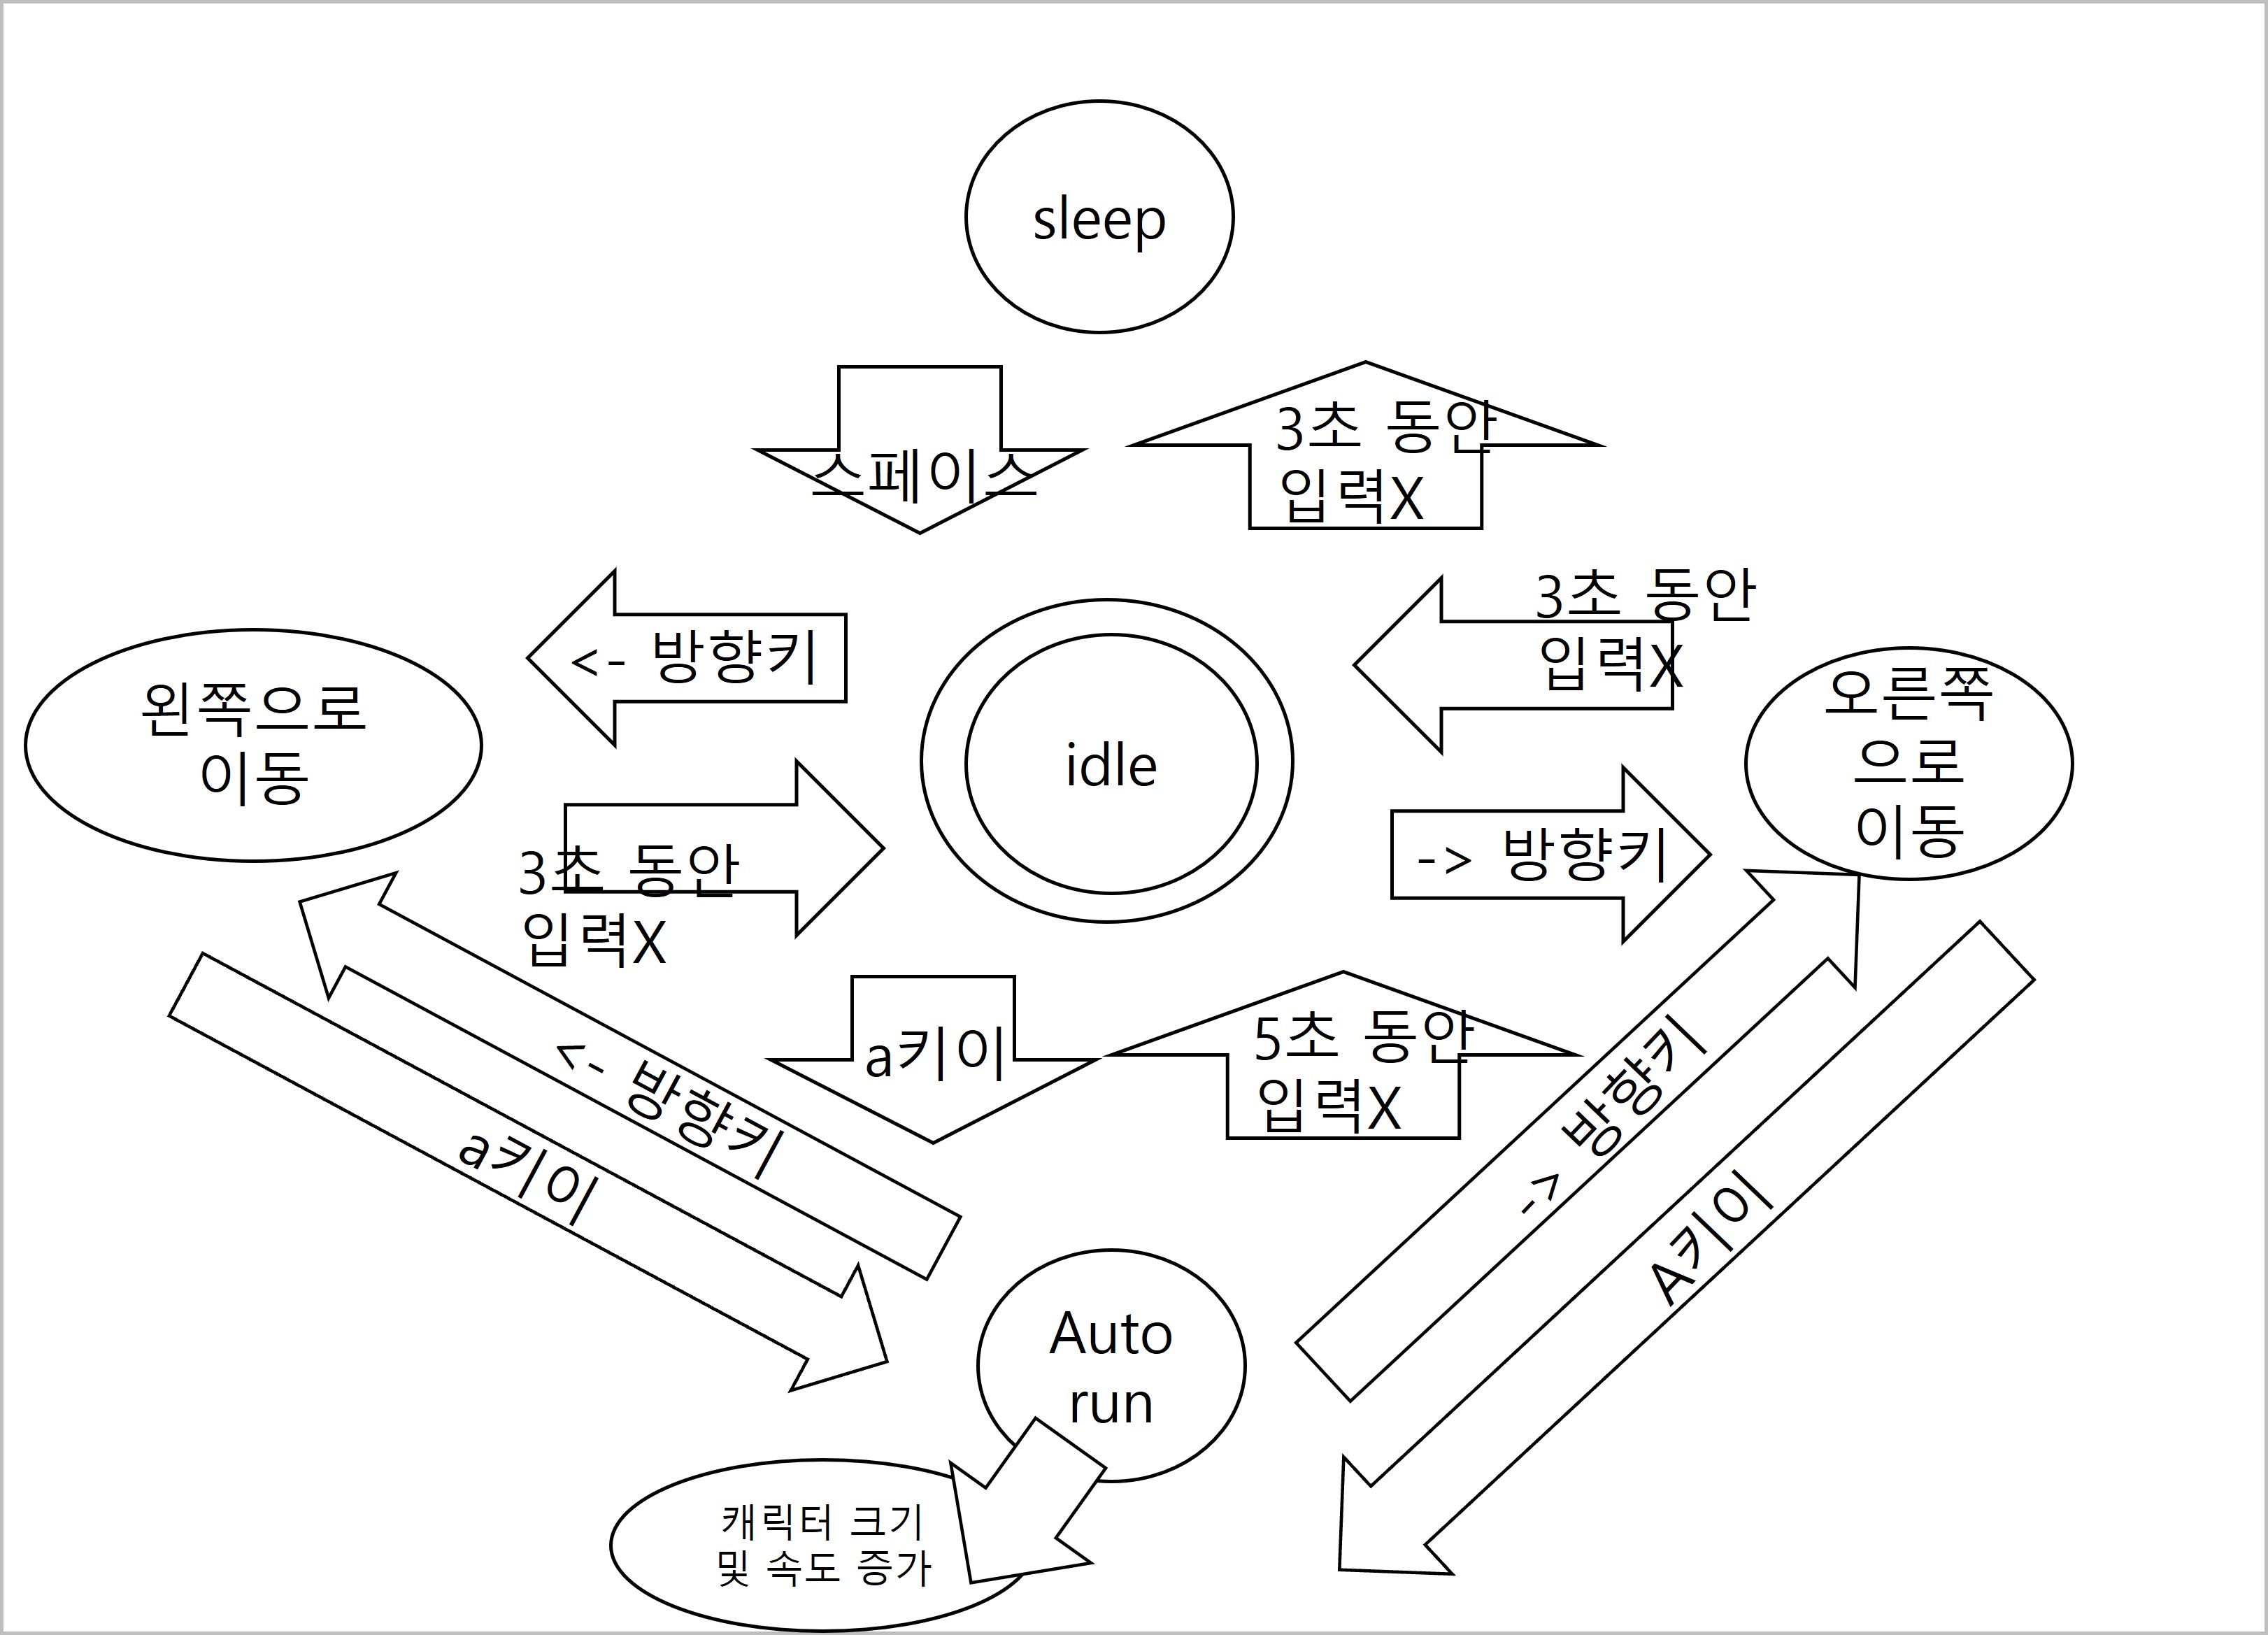 sleep
스페이스
3초 동안
입력X
<- 방향키
3초 동안
입력X
왼쪽으로
이동
idle
오른쪽
으로
이동
3초 동안
입력X
-> 방향키
a키이
5초 동안
입력X
<- 방향키
a키이
-> 방향키
A키이
Auto
run
캐릭터 크기
및 속도 증가